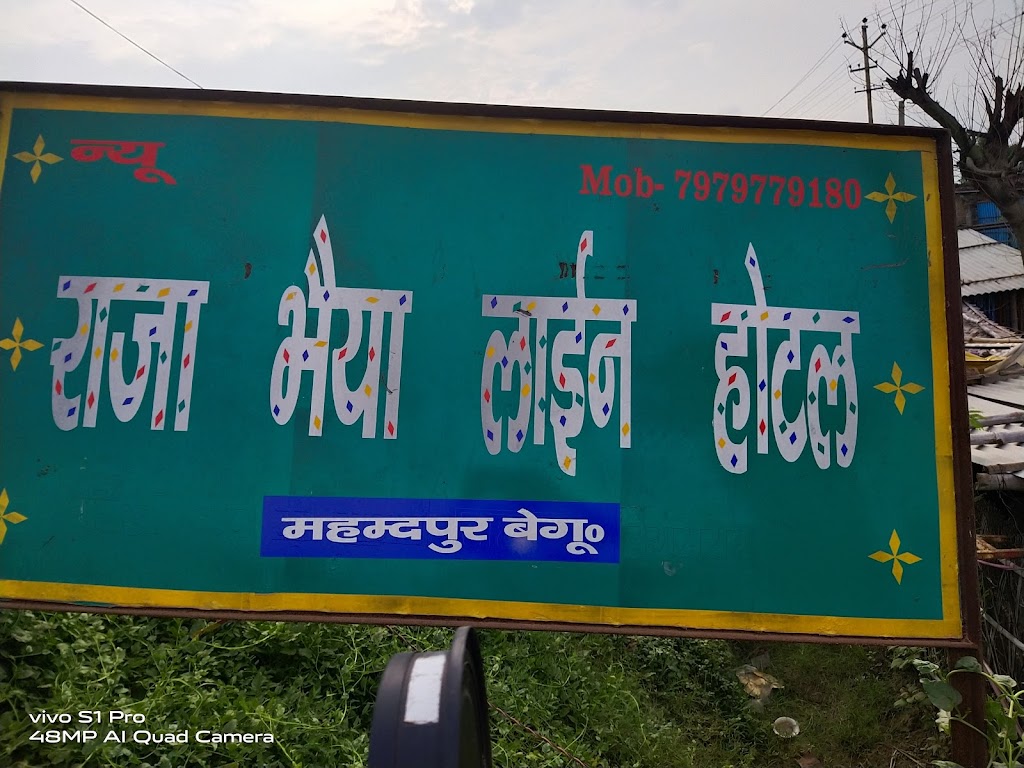 न्यू
Mob- 7979779180
राजा भैया लाईन होटल
महम्दपुर बेगू०
vivo S1 Pro
48MP AI Quad Camera